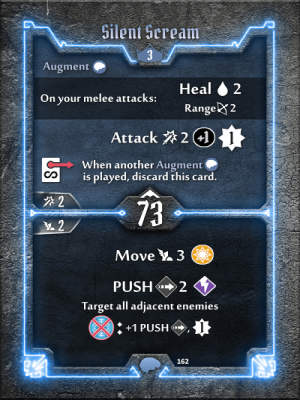 Silent Scream
3
Augment
On your melee attacks:
Heal 2
Range 2
Attack 2 +1 1
When another Augment
is played, discard this card.
2
73
2
Move 3
PUSH 2
Target all adjacent enemies
: +1 PUSH , 1
162